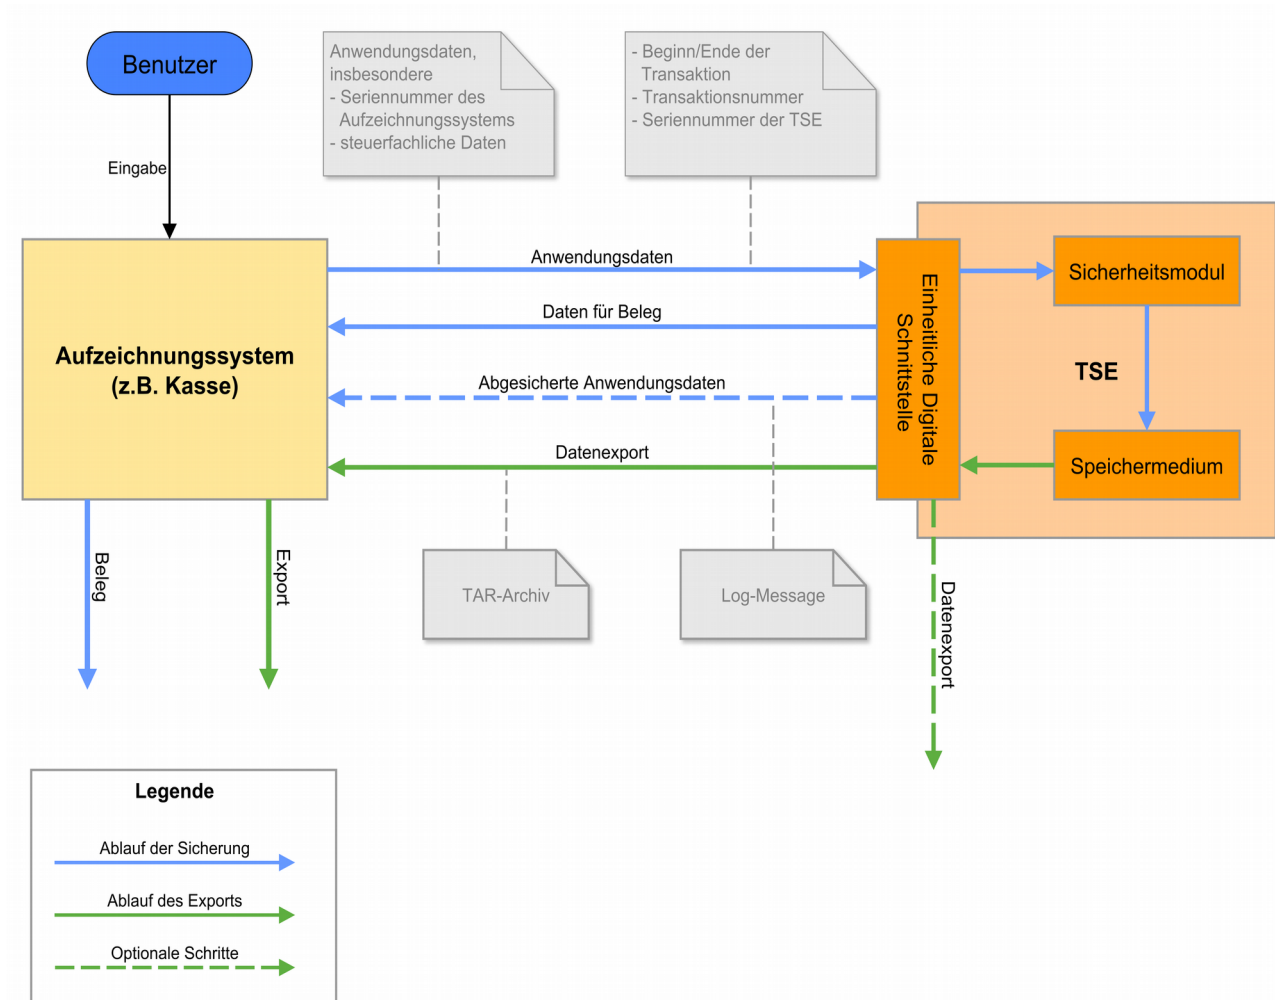 Benutzer
Eingabe
Anwendungsdaten,
insbesondere
- Seriennummer des
Aufzeichnungssystems
- steuerfachliche Daten
- Beginn/Ende der
Transaktion
- Transaktionsnummer
- Seriennummer der TSE
Aufzeichnungssystem
(z.B. Kasse)
Anwendungsdaten
Daten für Beleg
Abgesicherte Anwendungsdaten
Datenexport
Einheitliche Digitale
Schnittstelle
Sicherheitsmodul
TSE
Speichermedium
Beleg
Export
TAR-Archiv
Log-Message
Datenexport
Legende
Ablauf der Sicherung
Ablauf des Exports
Optionale Schritte